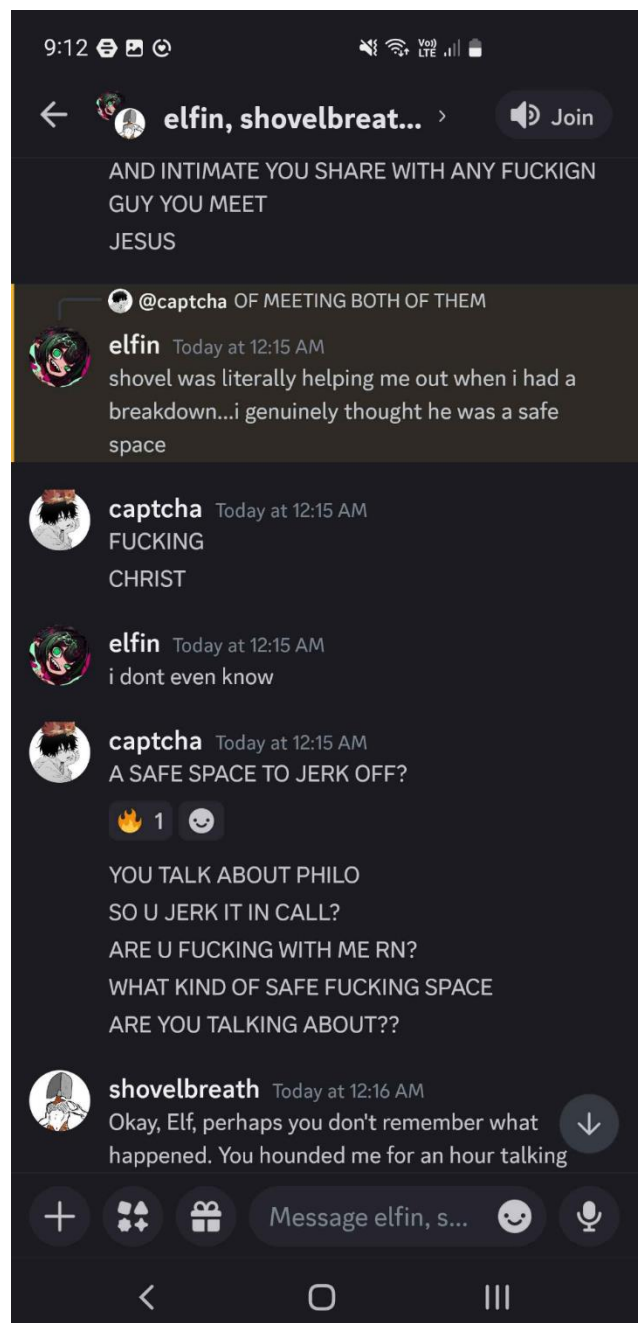 9:12
Vo))
LTE
elfin, shovelbreat...
Join
AND INTIMATE YOU SHARE WITH ANY FUCKIGN
GUY YOU MEET
JESUS
@captcha OF MEETING BOTH OF THEM
elfin Today at 12:15 AM
shovel was literally helping me out when i had a
breakdown...i genuinely thought he was a safe
space
captcha Today at 12:15 AM
FUCKING
CHRIST
elfin Today at 12:15 AM
i dont even know
captcha Today at 12:15 AM
A SAFE SPACE TO JERK OFF?
1
YOU TALK ABOUT PHILO
SO U JERK IT IN CALL?
ARE U FUCKING WITH ME RN?
WHAT KIND OF SAFE FUCKING SPACE
ARE YOU TALKING ABOUT??
shovelbreath Today at 12:16 AM
Okay, Elf, perhaps you don't remember what
happened. You hounded me for an hour talking
Message elfin, s...